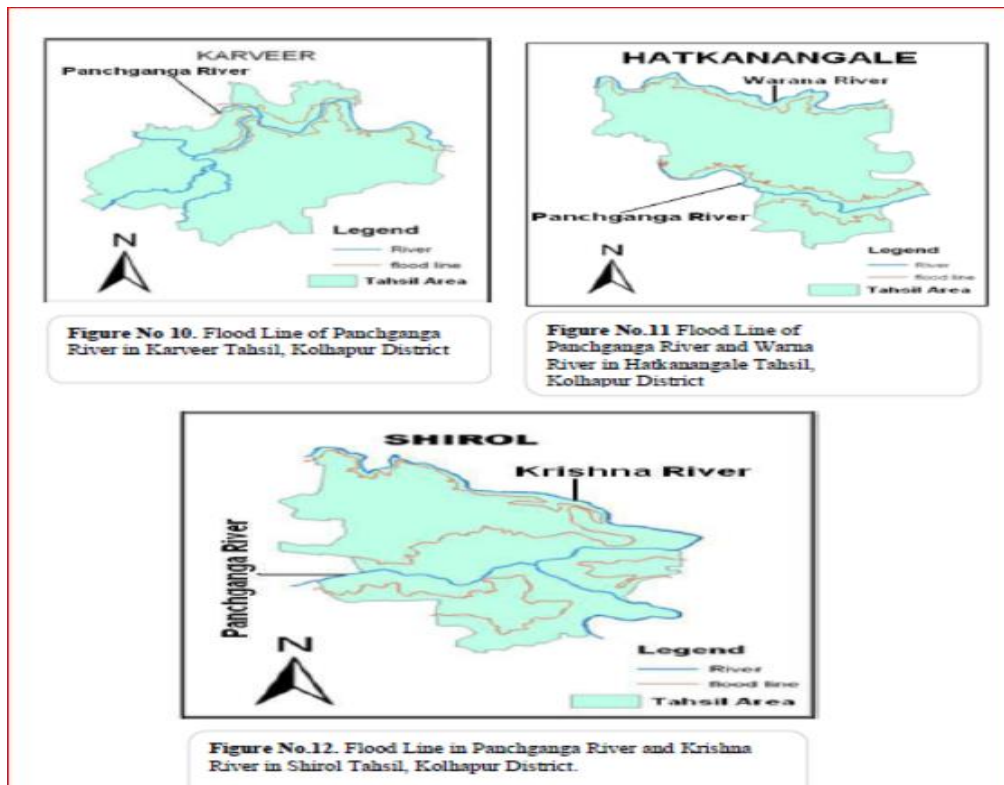 KARVEER
Panchganga River
N
Legend
River
flood line
Tahsil Area
Figure No 10. Flood Line of Panchganga
River in Karveer Tahsil, Kolhapur District
HATKANANGALE
Warana River
Panchganga River
N
Legend
River
flood line
Tahsil Area
Figure No.11 Flood Line of
Panchganga River and Warna
River in Hatkanangale Tahsil,
Kolhapur District
SHIROL
Krishna River
Panchganga River
N
Legend
River
flood line
Tahsil Area
Figure No.12. Flood Line in Panchganga River and Krishna
River in Shirol Tahsil, Kolhapur District.